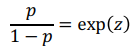 p / (1 − p) = exp(z)